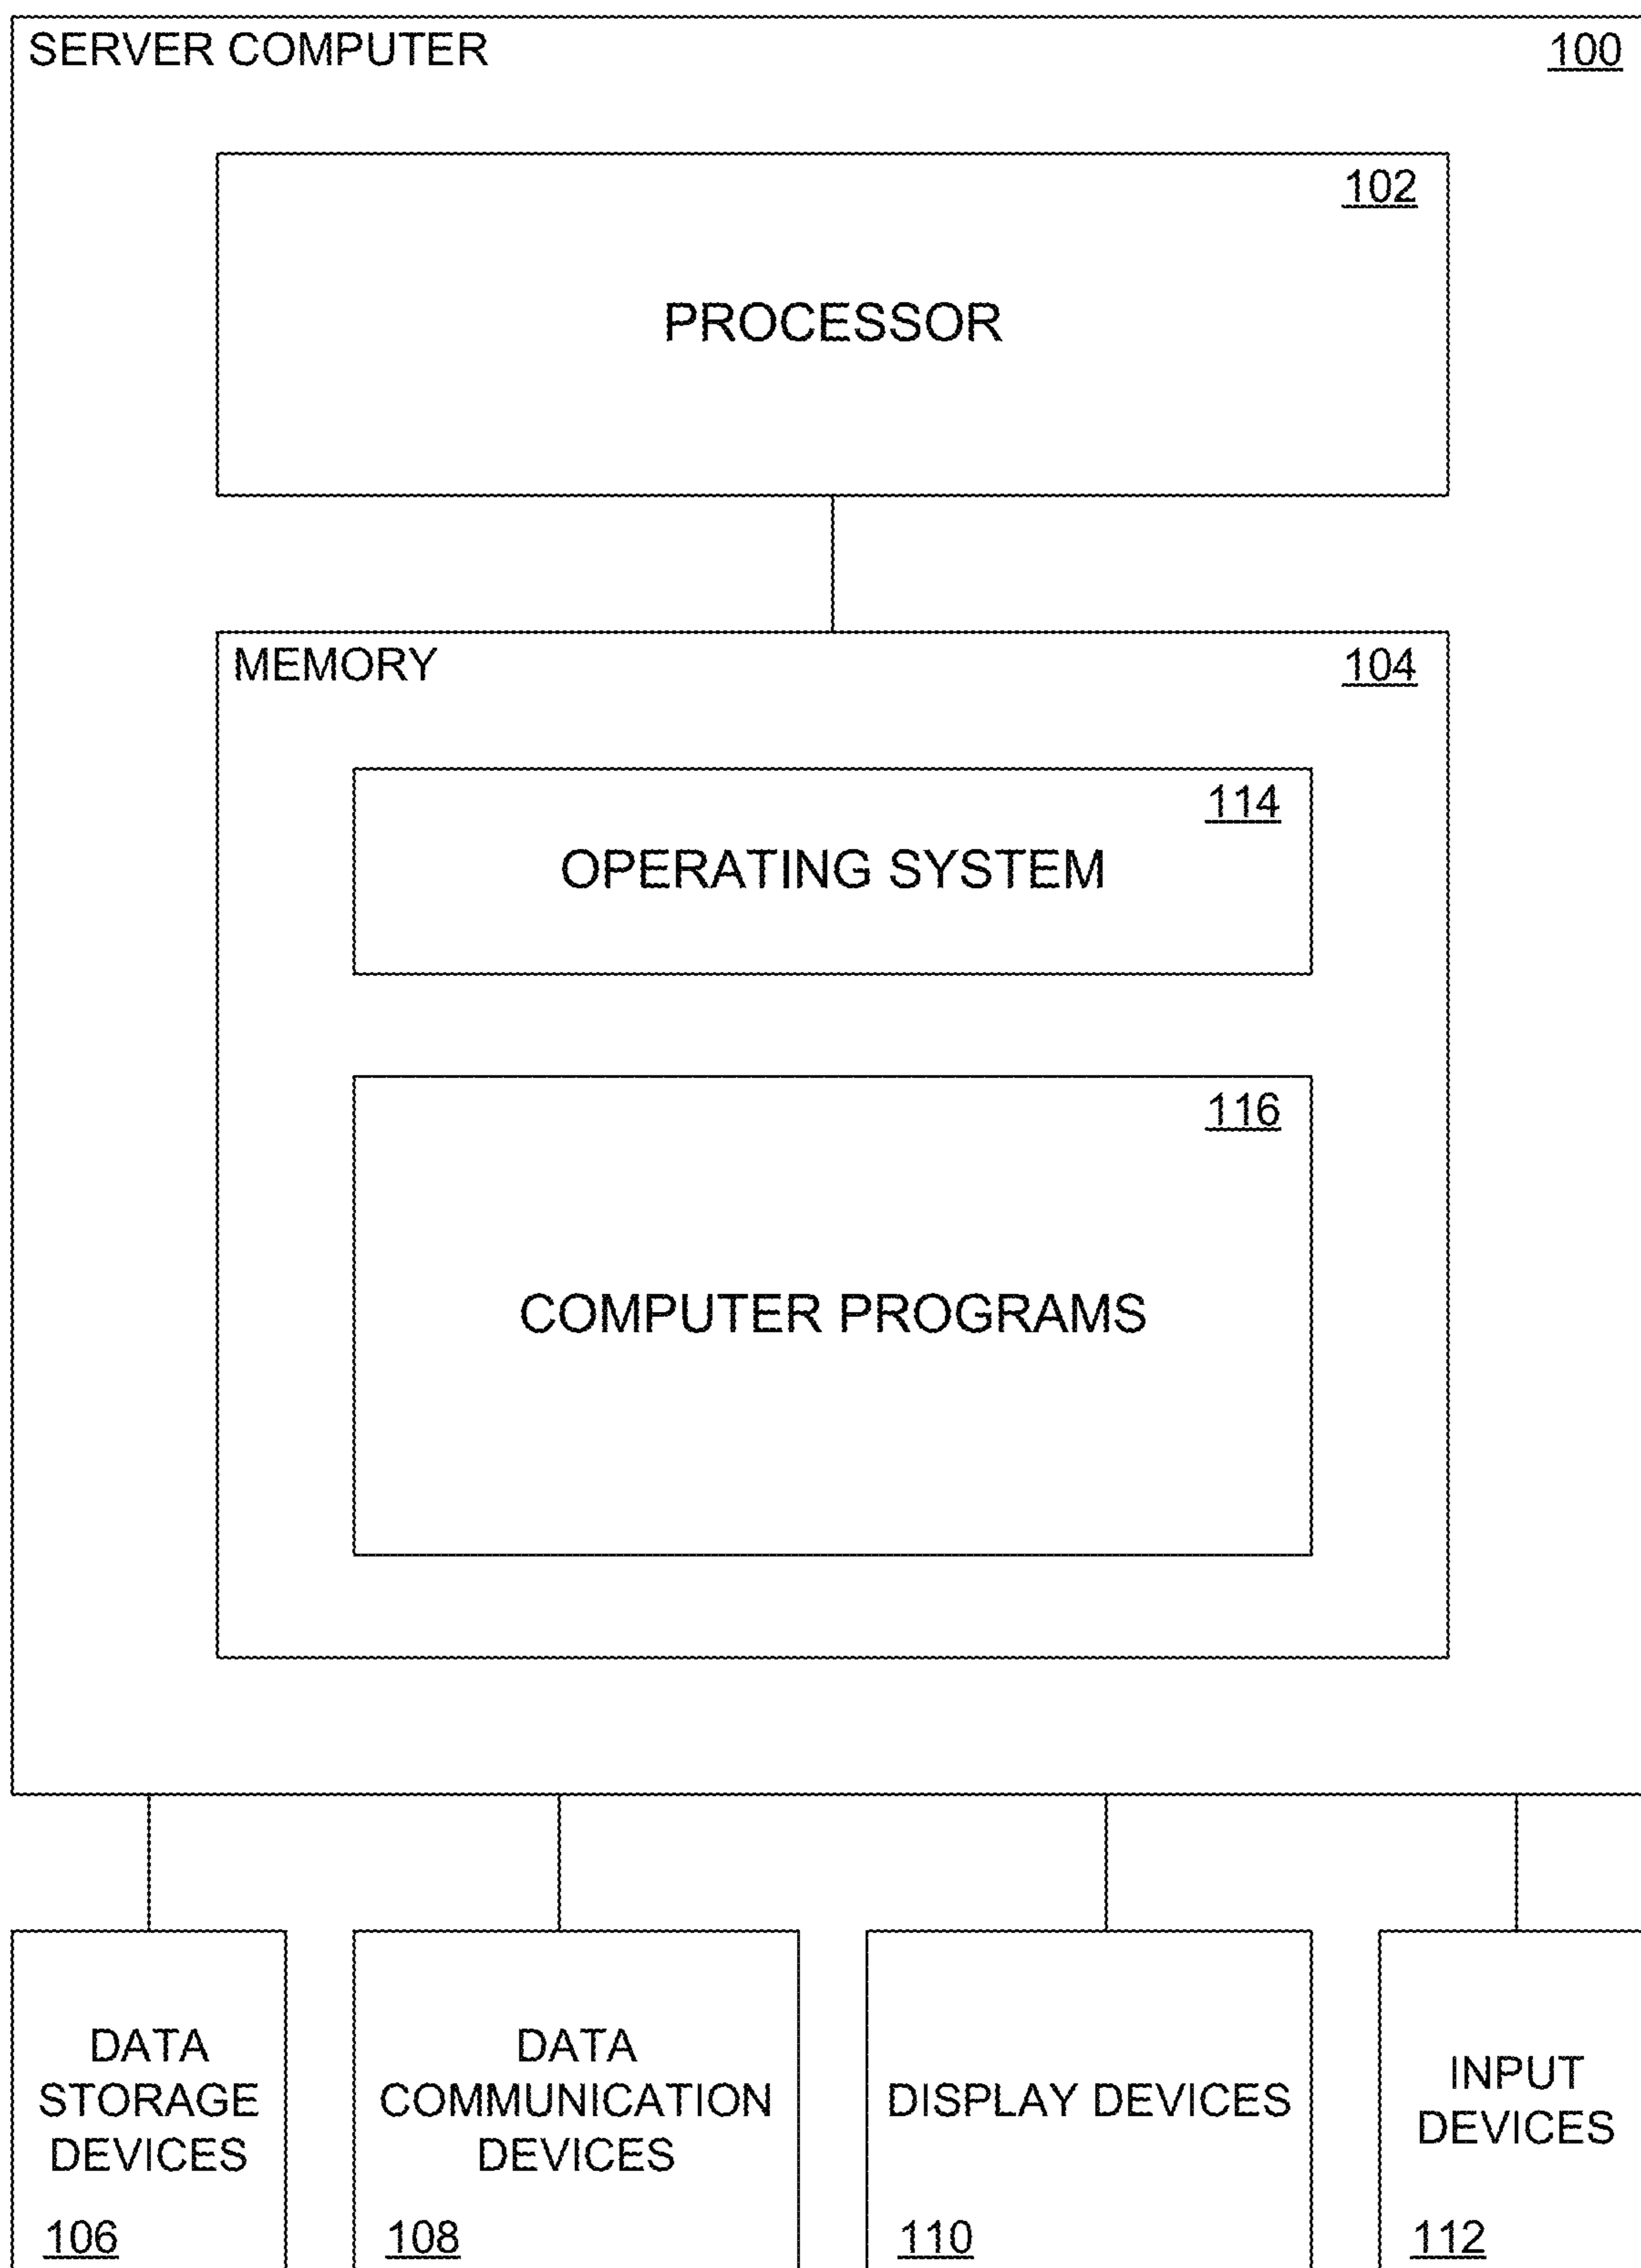 SERVER COMPUTER 100
102
PROCESSOR
MEMORY 104
114
OPERATING SYSTEM
116
COMPUTER PROGRAMS
DATA
STORAGE
DEVICES
106
DATA
COMMUNICATION
DEVICES
108
DISPLAY DEVICES
110
INPUT
DEVICES
112